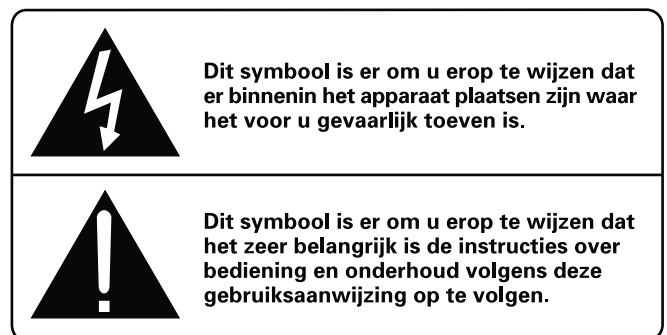 Dit symbool is er om u erop te wijzen dat
er binnenin het apparaat plaatsen zijn waar
het voor u gevaarlijk toeven is.
Dit symbool is er om u erop te wijzen dat
het zeer belangrijk is de instructies over
bediening en onderhoud volgens deze
gebruiksaanwijzing op te volgen.